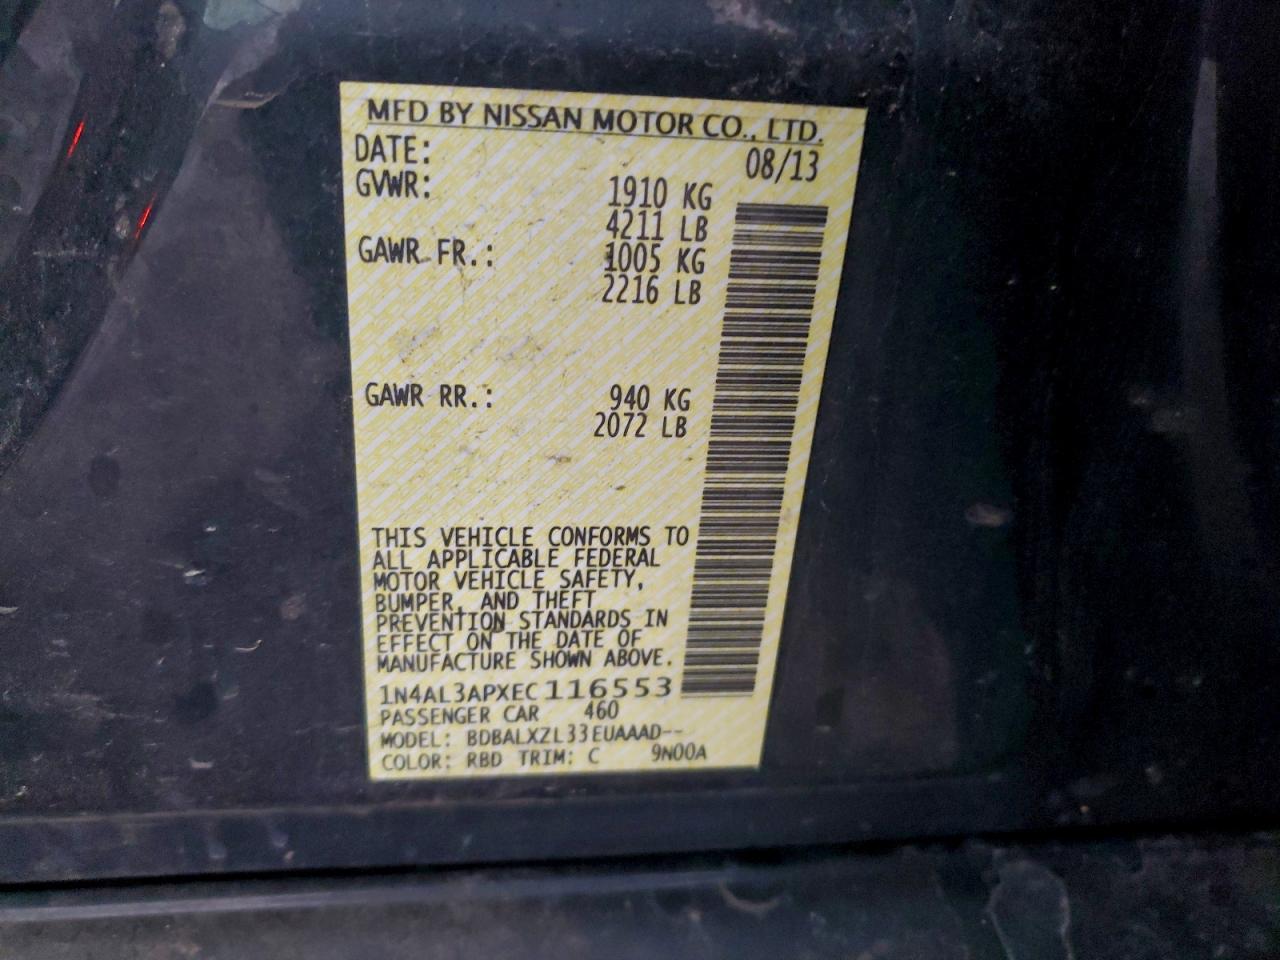 MFD BY NISSAN MOTOR CO., LTD.
DATE: 08/13
GVWR: 1910 KG
4211 LB
GAWR FR.: 1005 KG
2216 LB
GAWR RR.: 940 KG
2072 LB
THIS VEHICLE CONFORMS TO
ALL APPLICABLE FEDERAL
MOTOR VEHICLE SAFETY,
BUMPER, AND THEFT
PREVENTION STANDARDS IN
EFFECT ON THE DATE OF
MANUFACTURE SHOWN ABOVE.
1N4AL3APXEC116553
PASSENGER CAR 460
MODEL: BDBALXZL33EUAAAD--
COLOR: RBD TRIM: C 9N00A